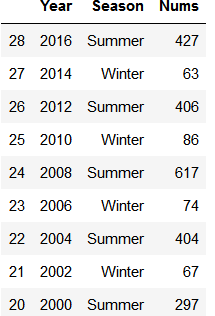 Year Season Nums
28 2016 Summer 427
27 2014 Winter 63
26 2012 Summer 406
25 2010 Winter 86
24 2008 Summer 617
23 2006 Winter 74
22 2004 Summer 404
21 2002 Winter 67
20 2000 Summer 297